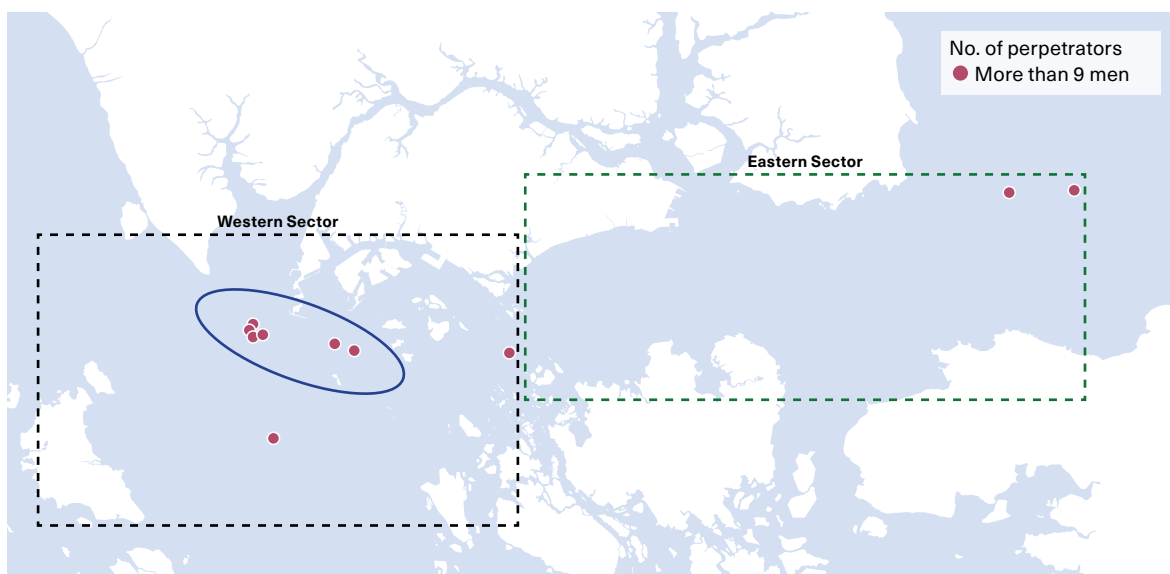 No. of perpetrators
More than 9 men
Eastern Sector
Western Sector